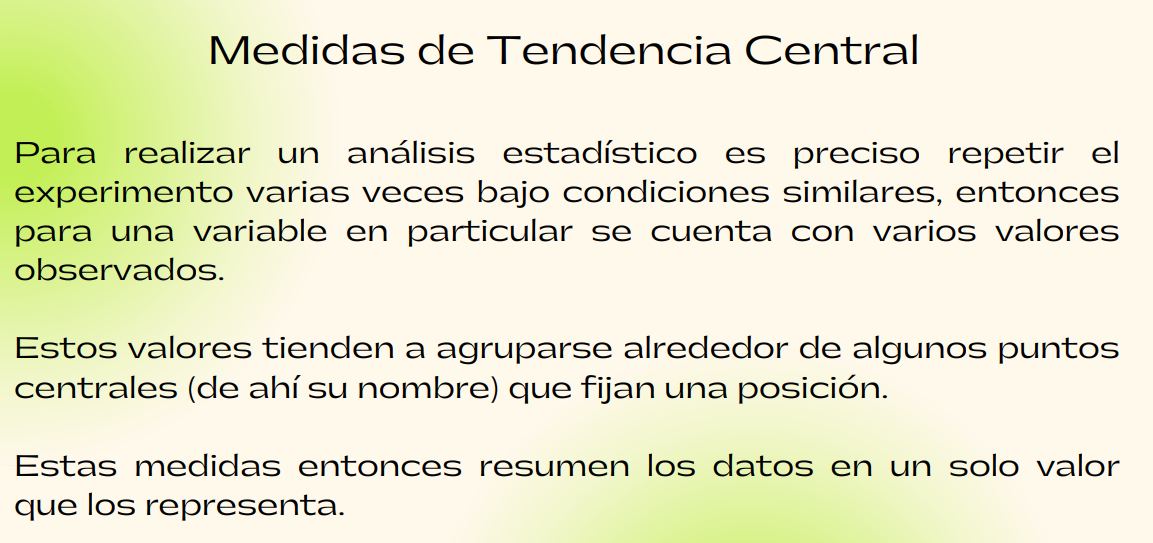 Medidas de Tendencia Central
Para realizar un análisis estadístico es preciso repetir el
experimento varias veces bajo condiciones similares, entonces
para una variable en particular se cuenta con varios valores
observados.
Estos valores tienden a agruparse alrededor de algunos puntos
centrales (de ahí su nombre) que fijan una posición.
Estas medidas entonces resumen los datos en un solo valor
que los representa.